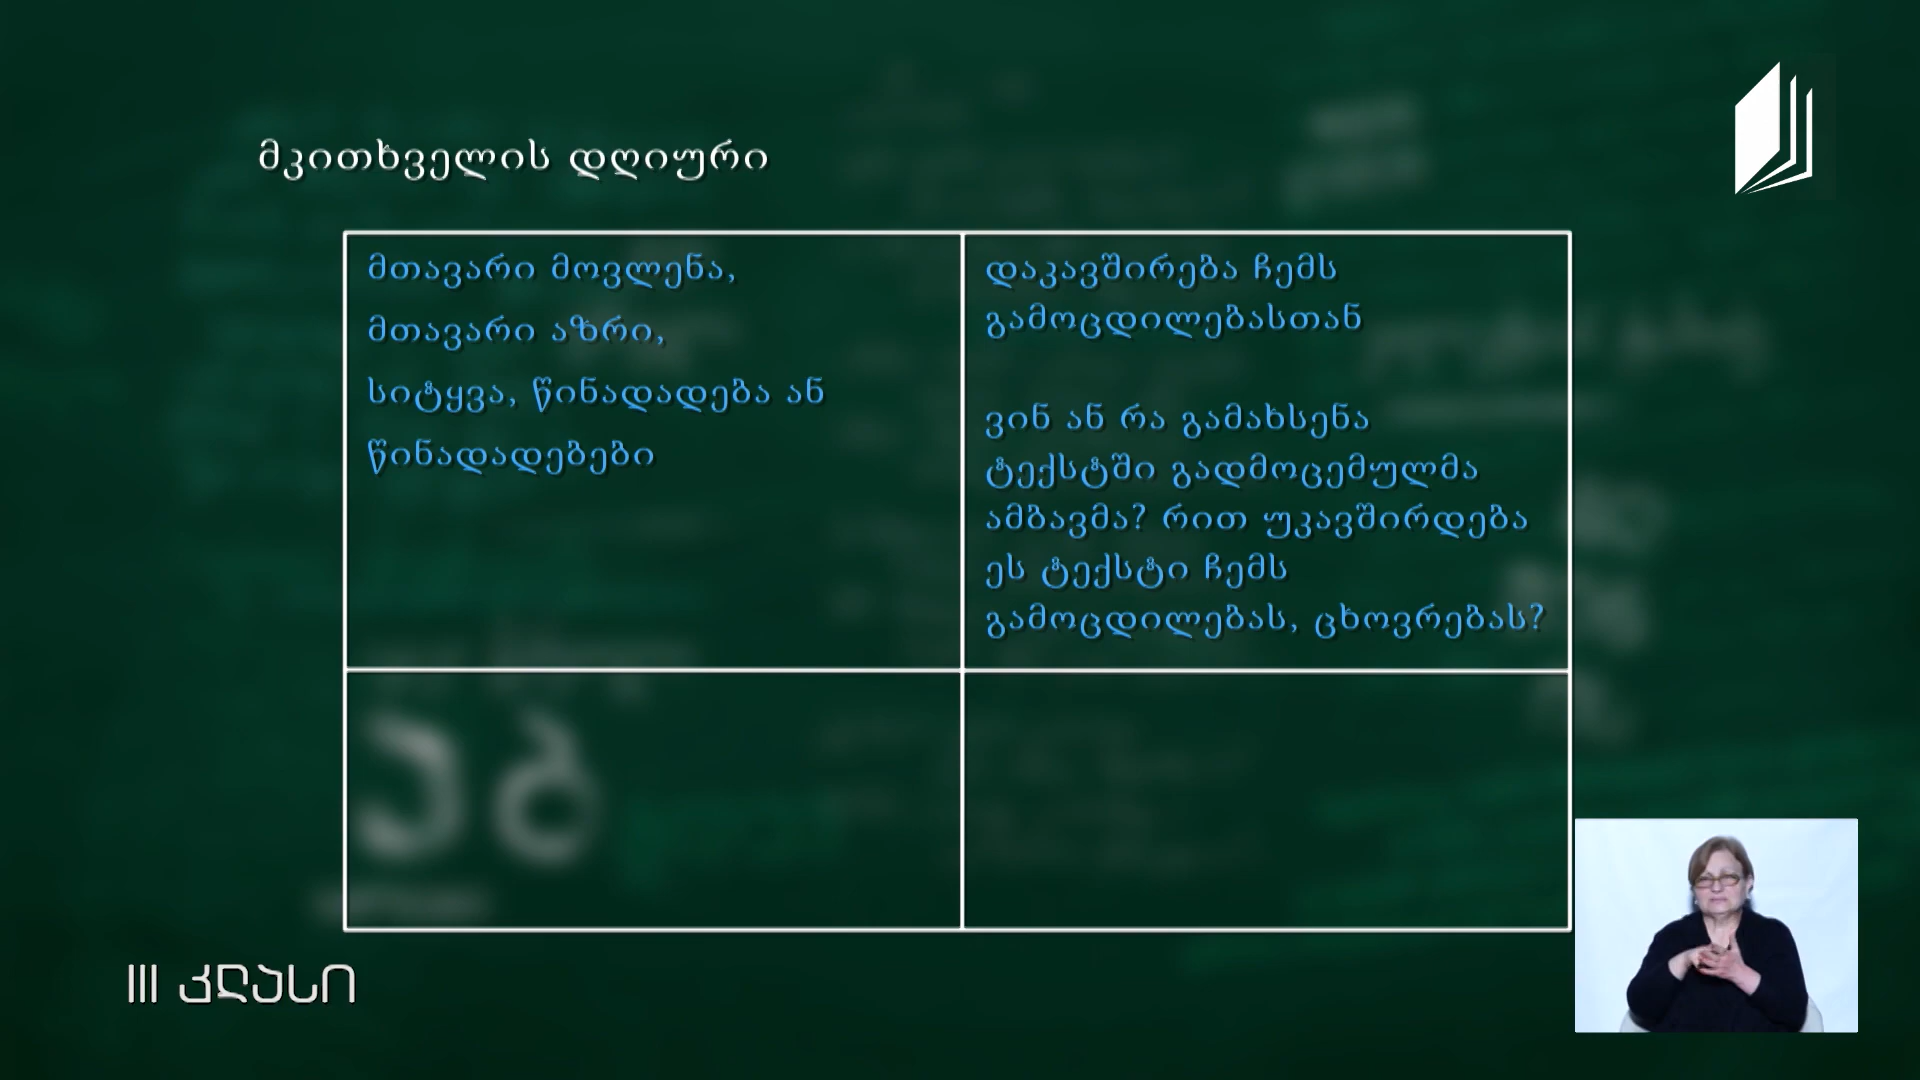 მკითხველის დღიური
მთავარი მოვლენა,
მთავარი აზრი,
სიტყვა, წინადადება ან
წინადადებები
დაკავშირება ჩემს
გამოცდილებასთან
ვინ ან რა გამახსენა
ტექსტში გადმოცემულმა
ამბავმა? რით უკავშირდება
ეს ტექსტი ჩემს
გამოცდილებას, ცხოვრებას?
III კლასი